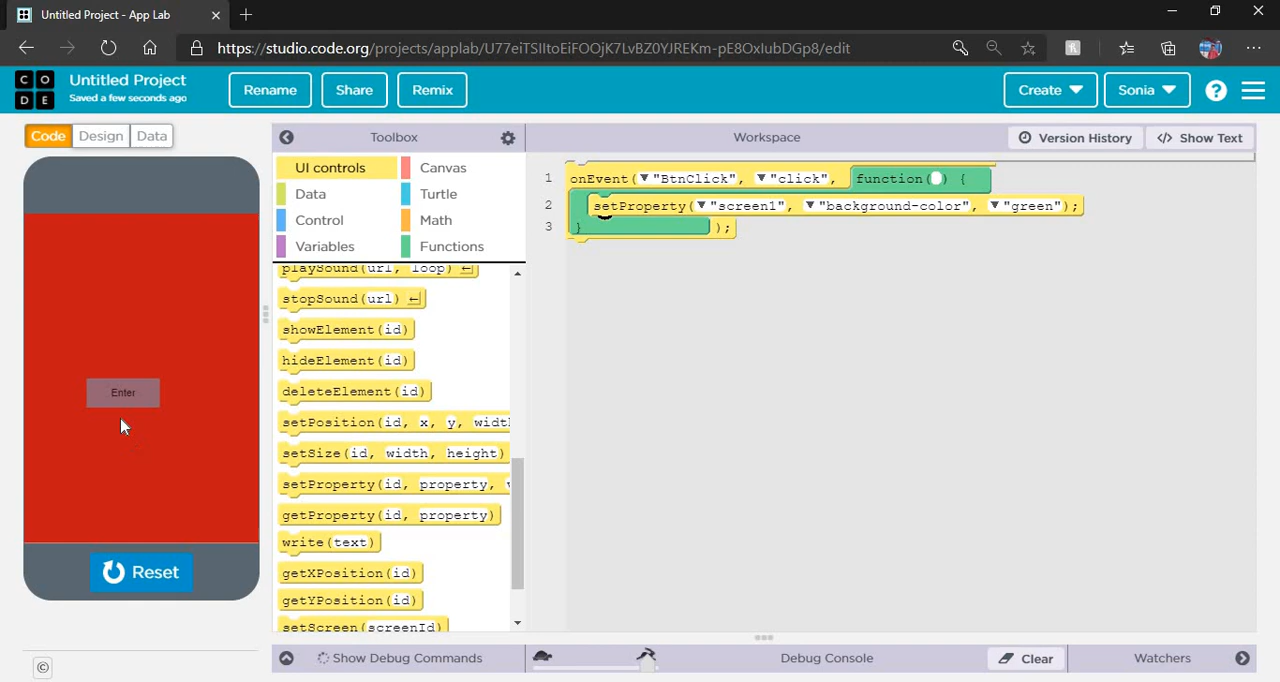 Untitled Project - App Lab
https://studio.code.org/projects/applab/U77eiTSIItoEiFOOjK7LvBZ0YJREKm-pE8OxIubDGp8/edit
C O D E
Untitled Project
Saved a few seconds ago
Rename
Share
Remix
Create
Sonia
?
Code
Design
Data
Toolbox
Workspace
Version History
</> Show Text
UI controls
Canvas
Data
Turtle
Control
Math
Variables
Functions
playSound(url, loop)
stopSound(url)
showElement(id)
hideElement(id)
deleteElement(id)
setPosition(id, x, y, widt
setSize(id, width, height)
setProperty(id, property,
getProperty(id, property)
write(text)
getXPosition(id)
getYPosition(id)
setScreen(screenId)
1 onEvent( "BtnClick", "click", function( ) {
2 setProperty( "screen1", "background-color", "green");
3 } );
Enter
Reset
©
Show Debug Commands
Debug Console
Clear
Watchers